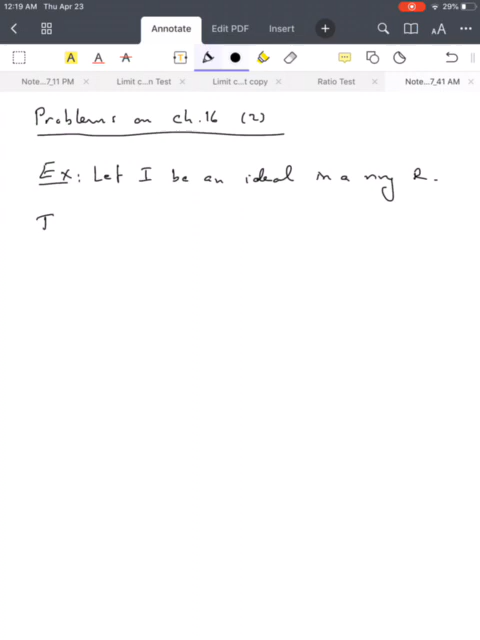 12:19 AM Thu Apr 23
29%
Annotate Edit PDF Insert
AA
Note...7_11 PM Limit c...n Test Limit c...t copy Ratio Test Note...7_41 AM
Problems on ch.16 (2)
Ex: Let I be an ideal in a ring R.
T